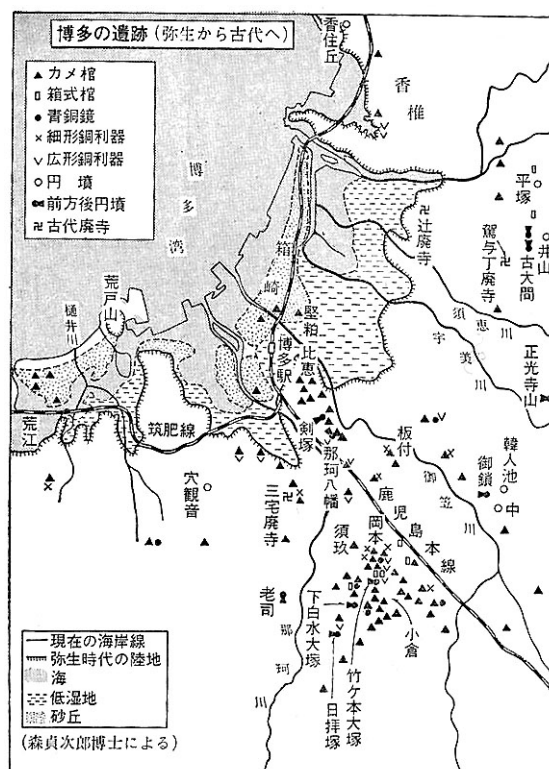 博多の遺跡(弥生から古代へ)
カメ棺
箱式棺
青銅鏡
細形銅利器
広形銅利器
円墳
前方後円墳
古代廃寺
香住丘
香椎
博多湾
平塚
井山
古大間
辻廃寺
駕与丁廃寺
須恵川
宇美川
正光寺山
箱崎
堅粕
博多駅
比恵
荒戸山
樋井川
荒江
筑肥線
剣塚
那珂八幡
板付
御笠川
御鎖
韓人池
中
穴観音
三宅廃寺
鹿児島本線
須玖
岡本
老司
那珂川
下白水大塚
日拝塚
竹ケ本大塚
小倉
現在の海岸線
弥生時代の陸地
海
低湿地
砂丘
(森貞次郎博士による)